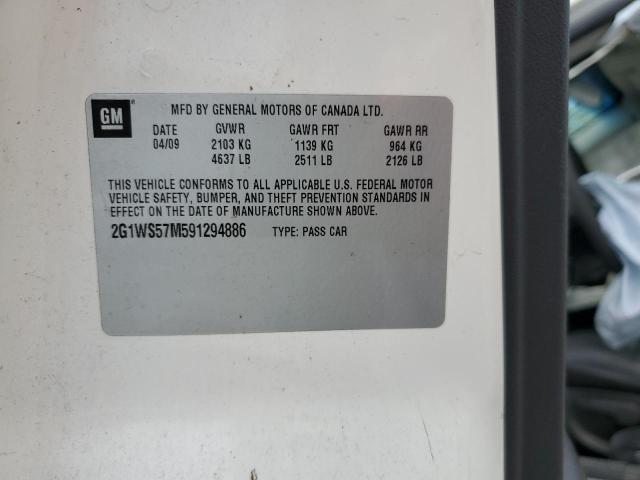 GM ®
MFD BY GENERAL MOTORS OF CANADA LTD.
DATE GVWR GAWR FRT GAWR RR
04/09 2103 KG 1139 KG 964 KG
4637 LB 2511 LB 2126 LB
THIS VEHICLE CONFORMS TO ALL APPLICABLE U.S. FEDERAL MOTOR
VEHICLE SAFETY, BUMPER, AND THEFT PREVENTION STANDARDS IN
EFFECT ON THE DATE OF MANUFACTURE SHOWN ABOVE.
2G1WS57M591294886 TYPE: PASS CAR